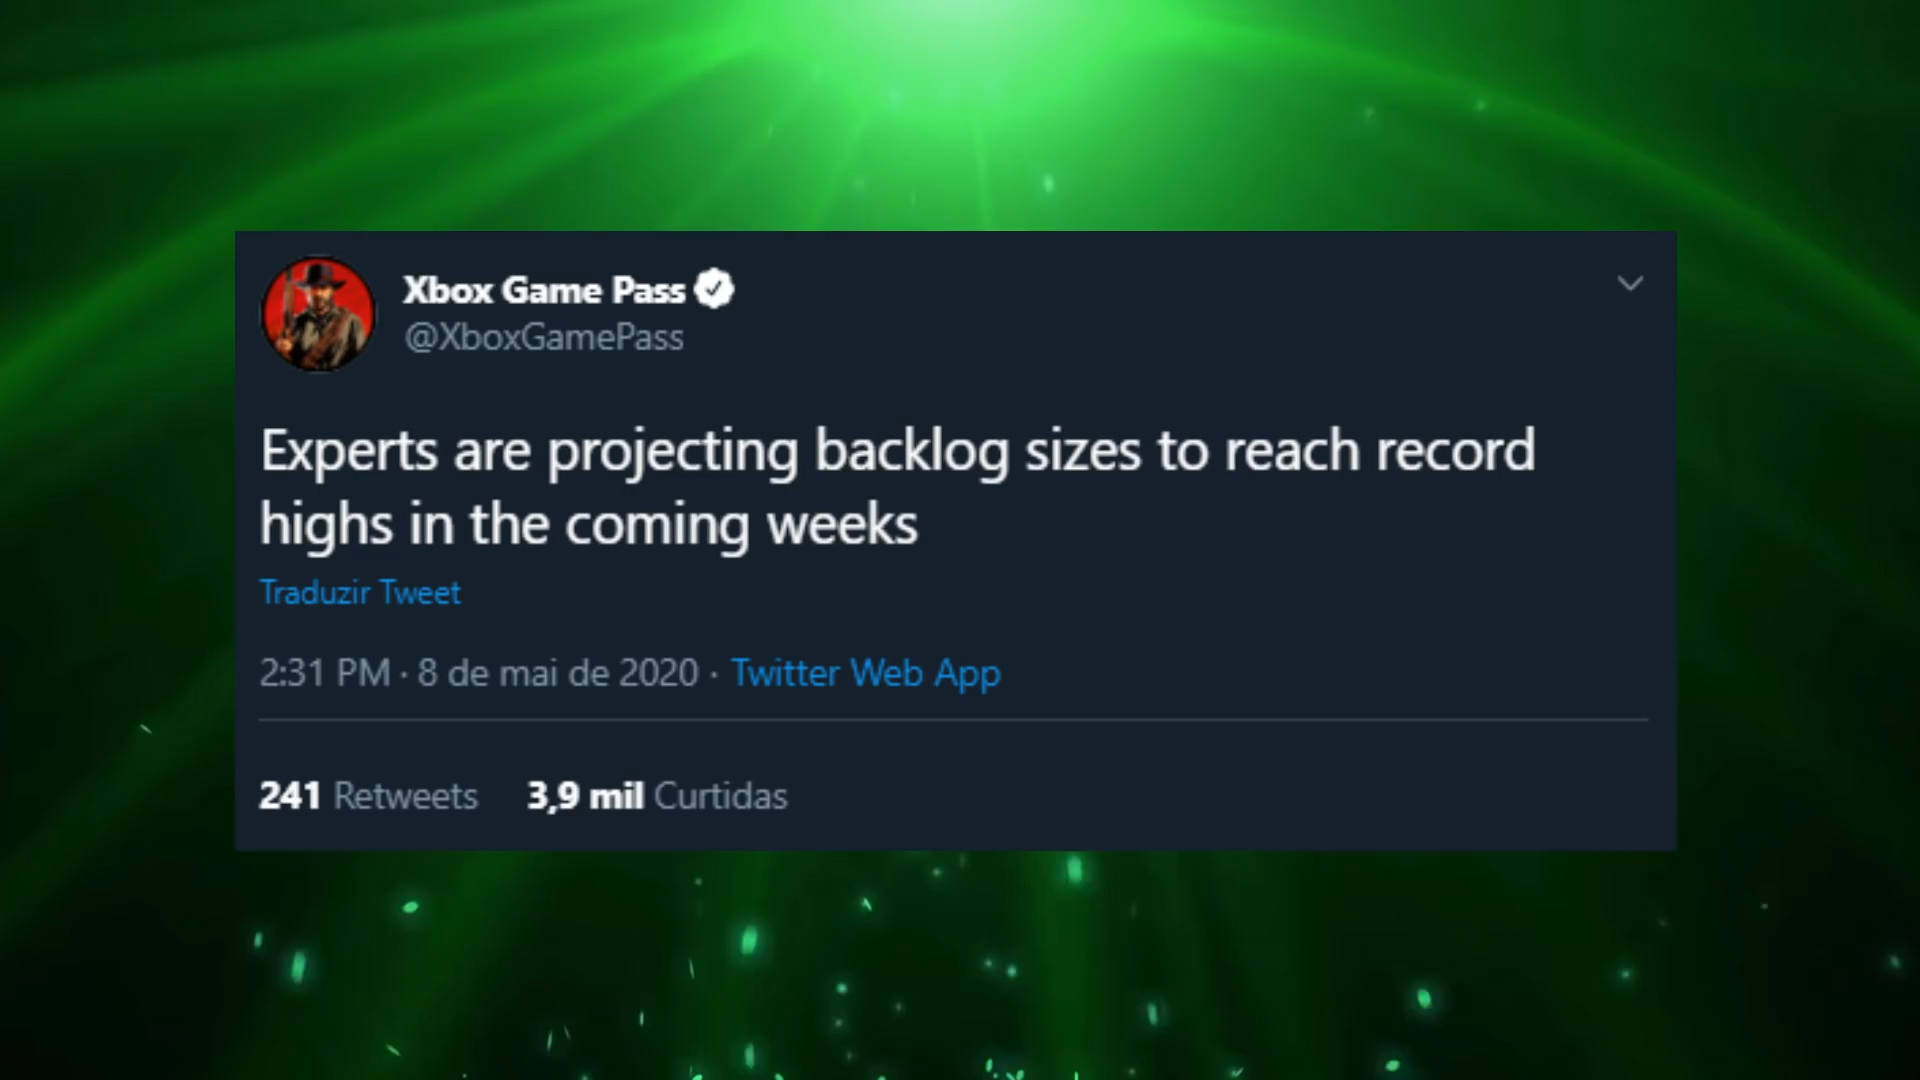 Xbox Game Pass
@XboxGamePass
Experts are projecting backlog sizes to reach record
highs in the coming weeks
Traduzir Tweet
2:31 PM · 8 de mai de 2020 · Twitter Web App
241 Retweets 3,9 mil Curtidas